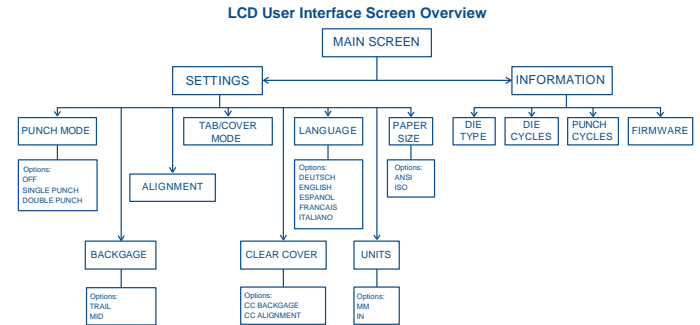 LCD User Interface Screen Overview
MAIN SCREEN
SETTINGS
INFORMATION
PUNCH MODE
TAB/COVER
MODE
LANGUAGE
PAPER
SIZE
DIE
TYPE
DIE
CYCLES
PUNCH
CYCLES
FIRMWARE
Options:
OFF
SINGLE PUNCH
DOUBLE PUNCH
ALIGNMENT
Options:
DEUTSCH
ENGLISH
ESPANOL
FRANCAIS
ITALIANO
Options:
ANSI
ISO
BACKGAGE
CLEAR COVER
UNITS
Options:
TRAIL
MID
Options:
CC BACKGAGE
CC ALIGNMENT
Options:
MM
IN